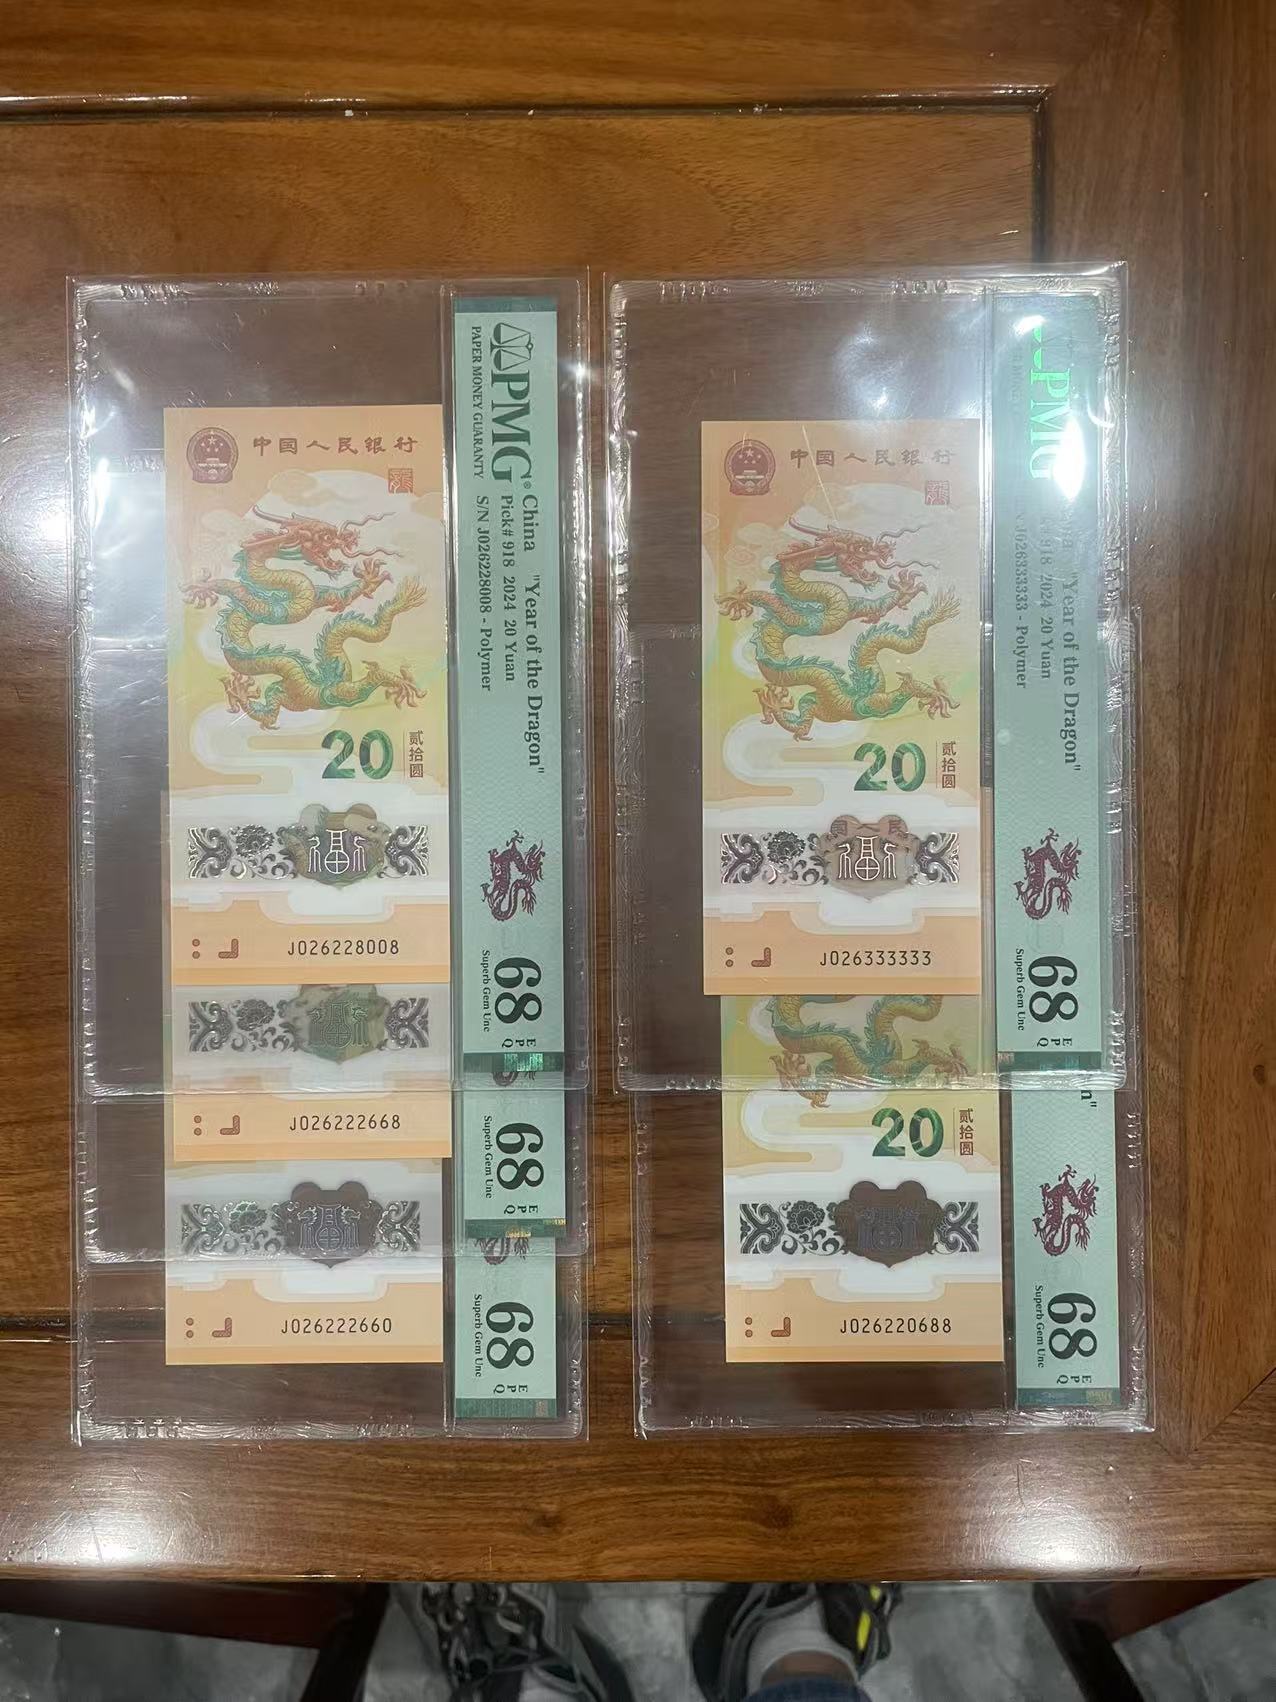 中国人民银行
20
贰拾圆
J026228008
PMG®
PAPER MONEY GUARANTY
China "Year of the Dragon"
Pick# 918 2024 20 Yuan
S/N J026228008 - Polymer
68 EPQ
Superb Gem Unc
J026222668
68 EPQ
Superb Gem Unc
J026222660
68 EPQ
Superb Gem Unc
中国人民银行
20
贰拾圆
J026333333
PMG
"Year of the Dragon"
918 2024 20 Yuan
J026333333 - Polymer
68 EPQ
Superb Gem Unc
20
贰拾圆
J026220688
n"
68 EPQ
Superb Gem Unc